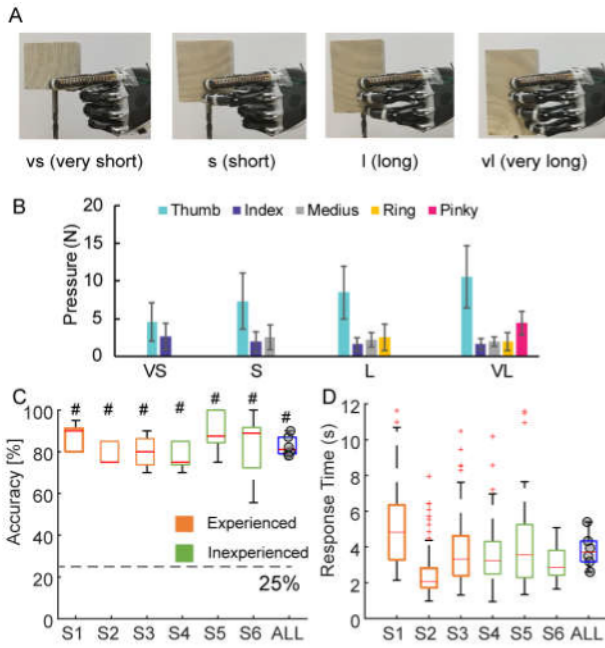 A
vs (very short) s (short) l (long) vl (very long)
B
20
15
10
5
0
Pressure (N)
Thumb Index Medius Ring Pinky
VS S L VL
C
100
80
60
40
20
0
Accuracy [%]
# # # # # # #
Experienced
Inexperienced
25%
S1 S2 S3 S4 S5 S6 ALL
D
12
10
8
6
4
2
0
Response Time (s)
S1 S2 S3 S4 S5 S6 ALL